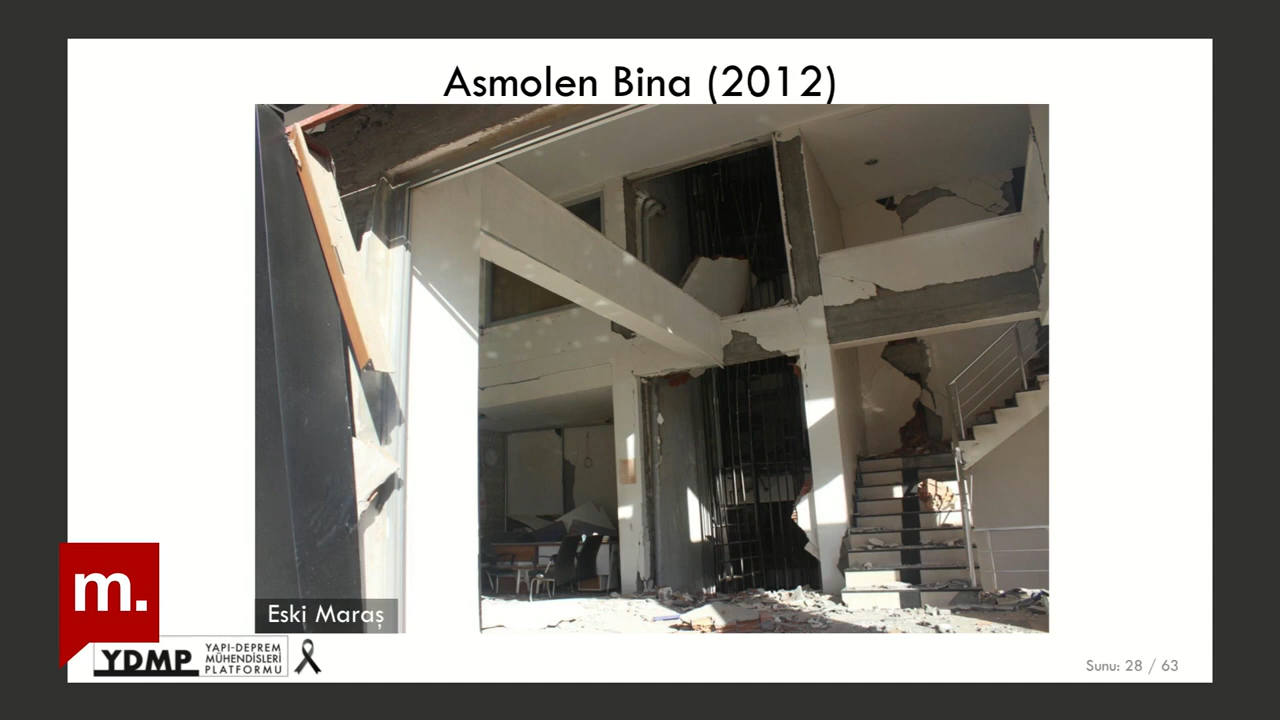 Asmolen Bina (2012)
Eski Maraş
m.
YDMP
YAPI-DEPREM
MÜHENDİSLERİ
PLATFORMU
Sunu: 28 / 63